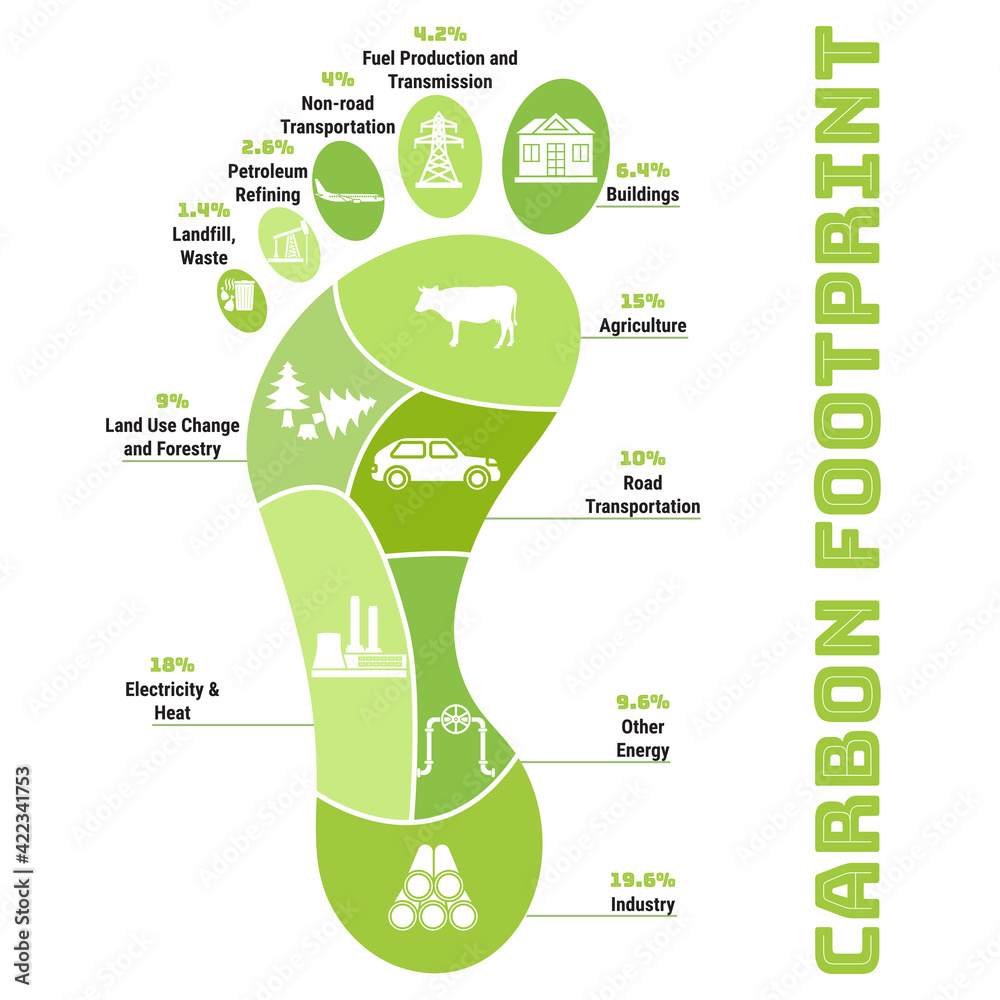 4.2%
Fuel Production and
Transmission
4%
Non-road
Transportation
2.6%
Petroleum
Refining
1.4%
Landfill,
Waste
6.4%
Buildings
15%
Agriculture
9%
Land Use Change
and Forestry
10%
Road
Transportation
18%
Electricity &
Heat
9.6%
Other
Energy
19.6%
Industry
CARBON FOOTPRINT
Adobe Stock | #422341753